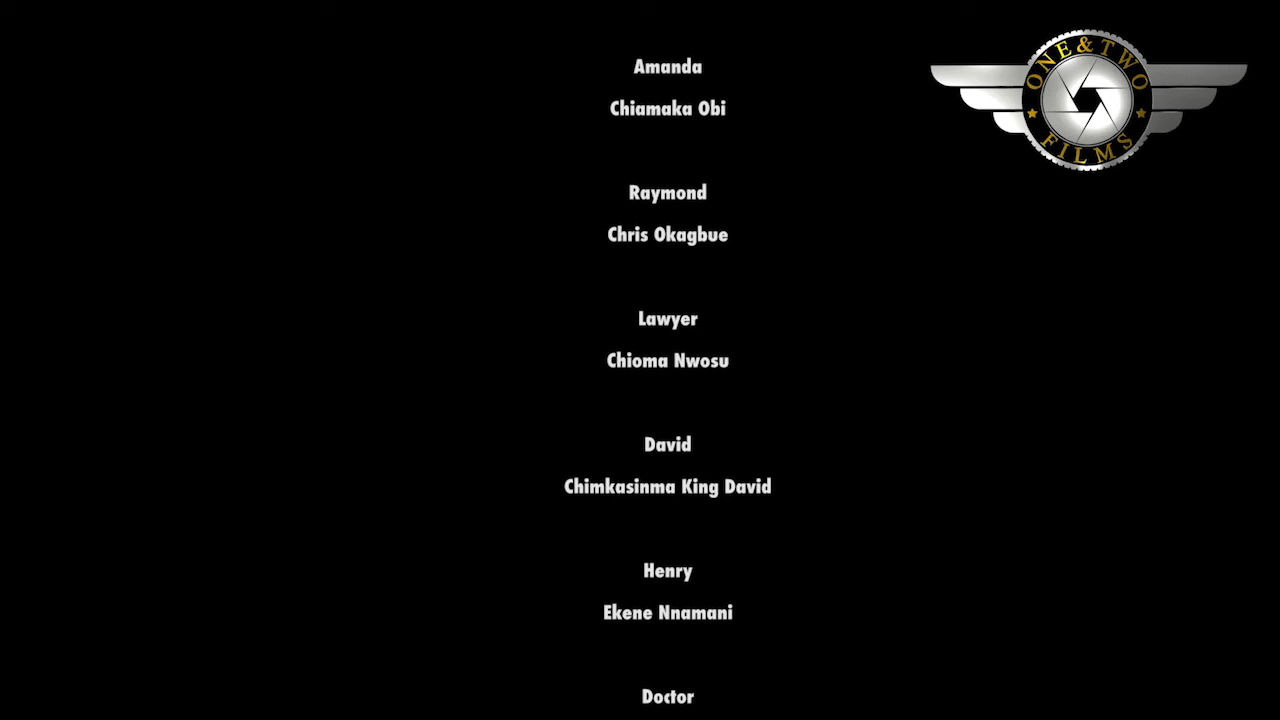 Amanda
Chiamaka Obi
Raymond
Chris Okagbue
Lawyer
Chioma Nwosu
David
Chimkasinma King David
Henry
Ekene Nnamani
Doctor
ONE&TWO
FILMS